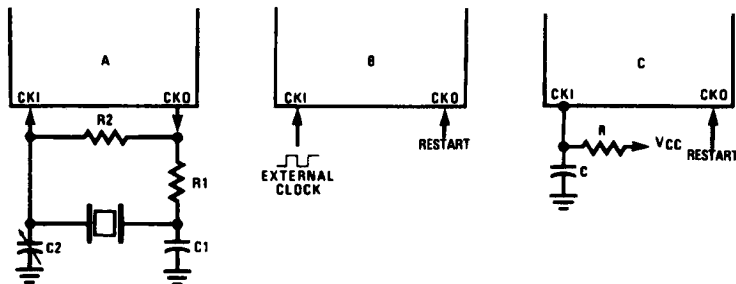 A
CKI
CKO
R2
R1
C2
C1
B
CKI
CKO
EXTERNAL
CLOCK
RESTART
C
CKI
CKO
R
VCC
C
RESTART